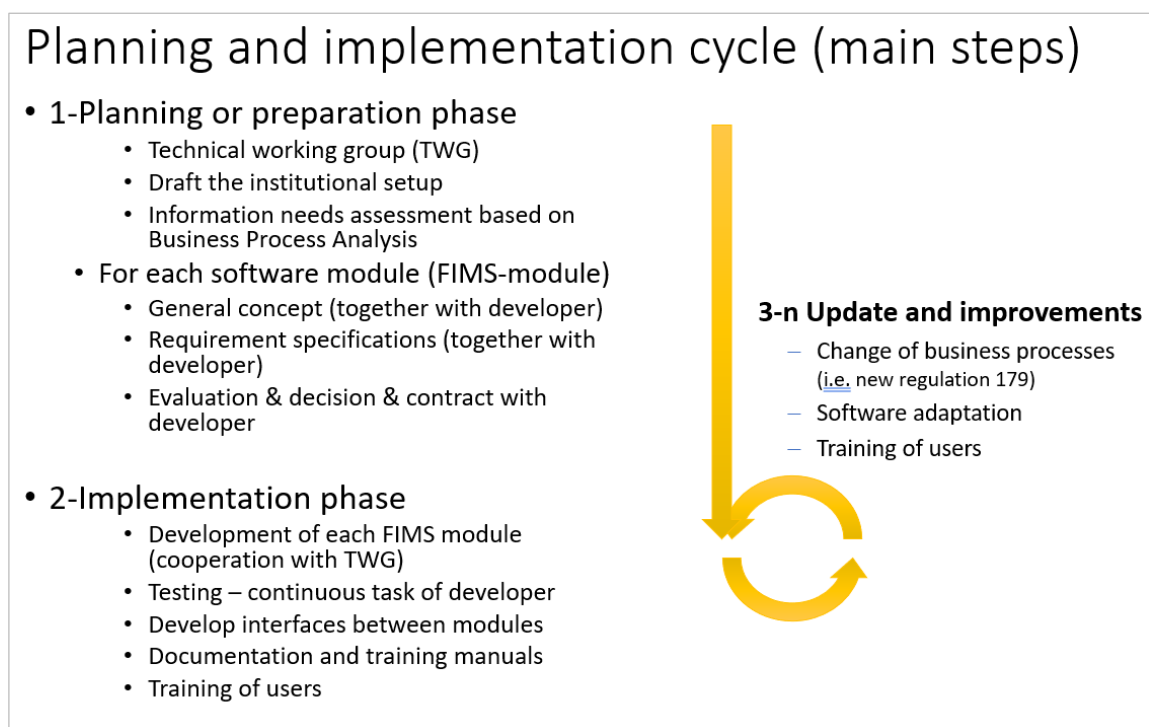 Planning and implementation cycle (main steps)
• 1-Planning or preparation phase
• Technical working group (TWG)
• Draft the institutional setup
• Information needs assessment based on
Business Process Analysis
• For each software module (FIMS-module)
• General concept (together with developer)
• Requirement specifications (together with
developer)
• Evaluation & decision & contract with
developer
• 2-Implementation phase
• Development of each FIMS module
(cooperation with TWG)
• Testing – continuous task of developer
• Develop interfaces between modules
• Documentation and training manuals
• Training of users
3-n Update and improvements
– Change of business processes
(i.e. new regulation 179)
– Software adaptation
– Training of users